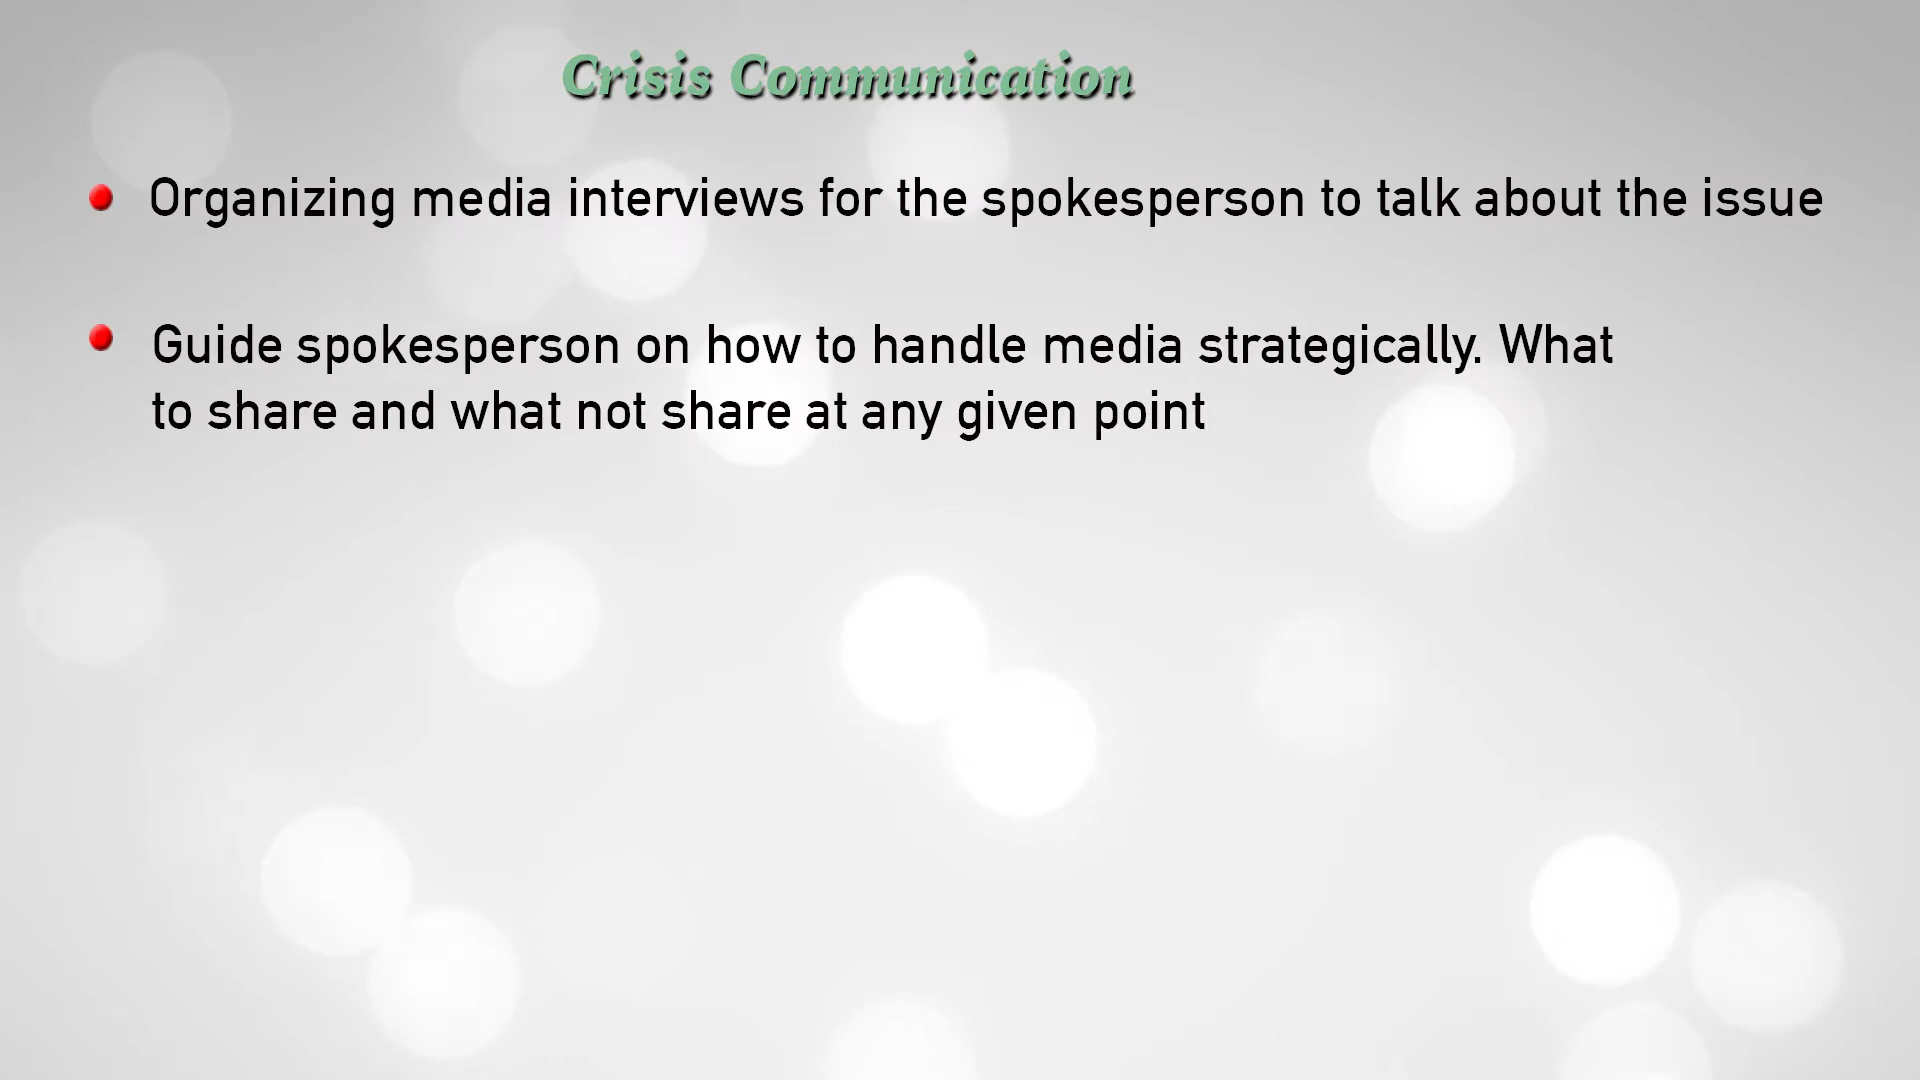 Crisis Communication
Organizing media interviews for the spokesperson to talk about the issue
Guide spokesperson on how to handle media strategically. What
to share and what not share at any given point